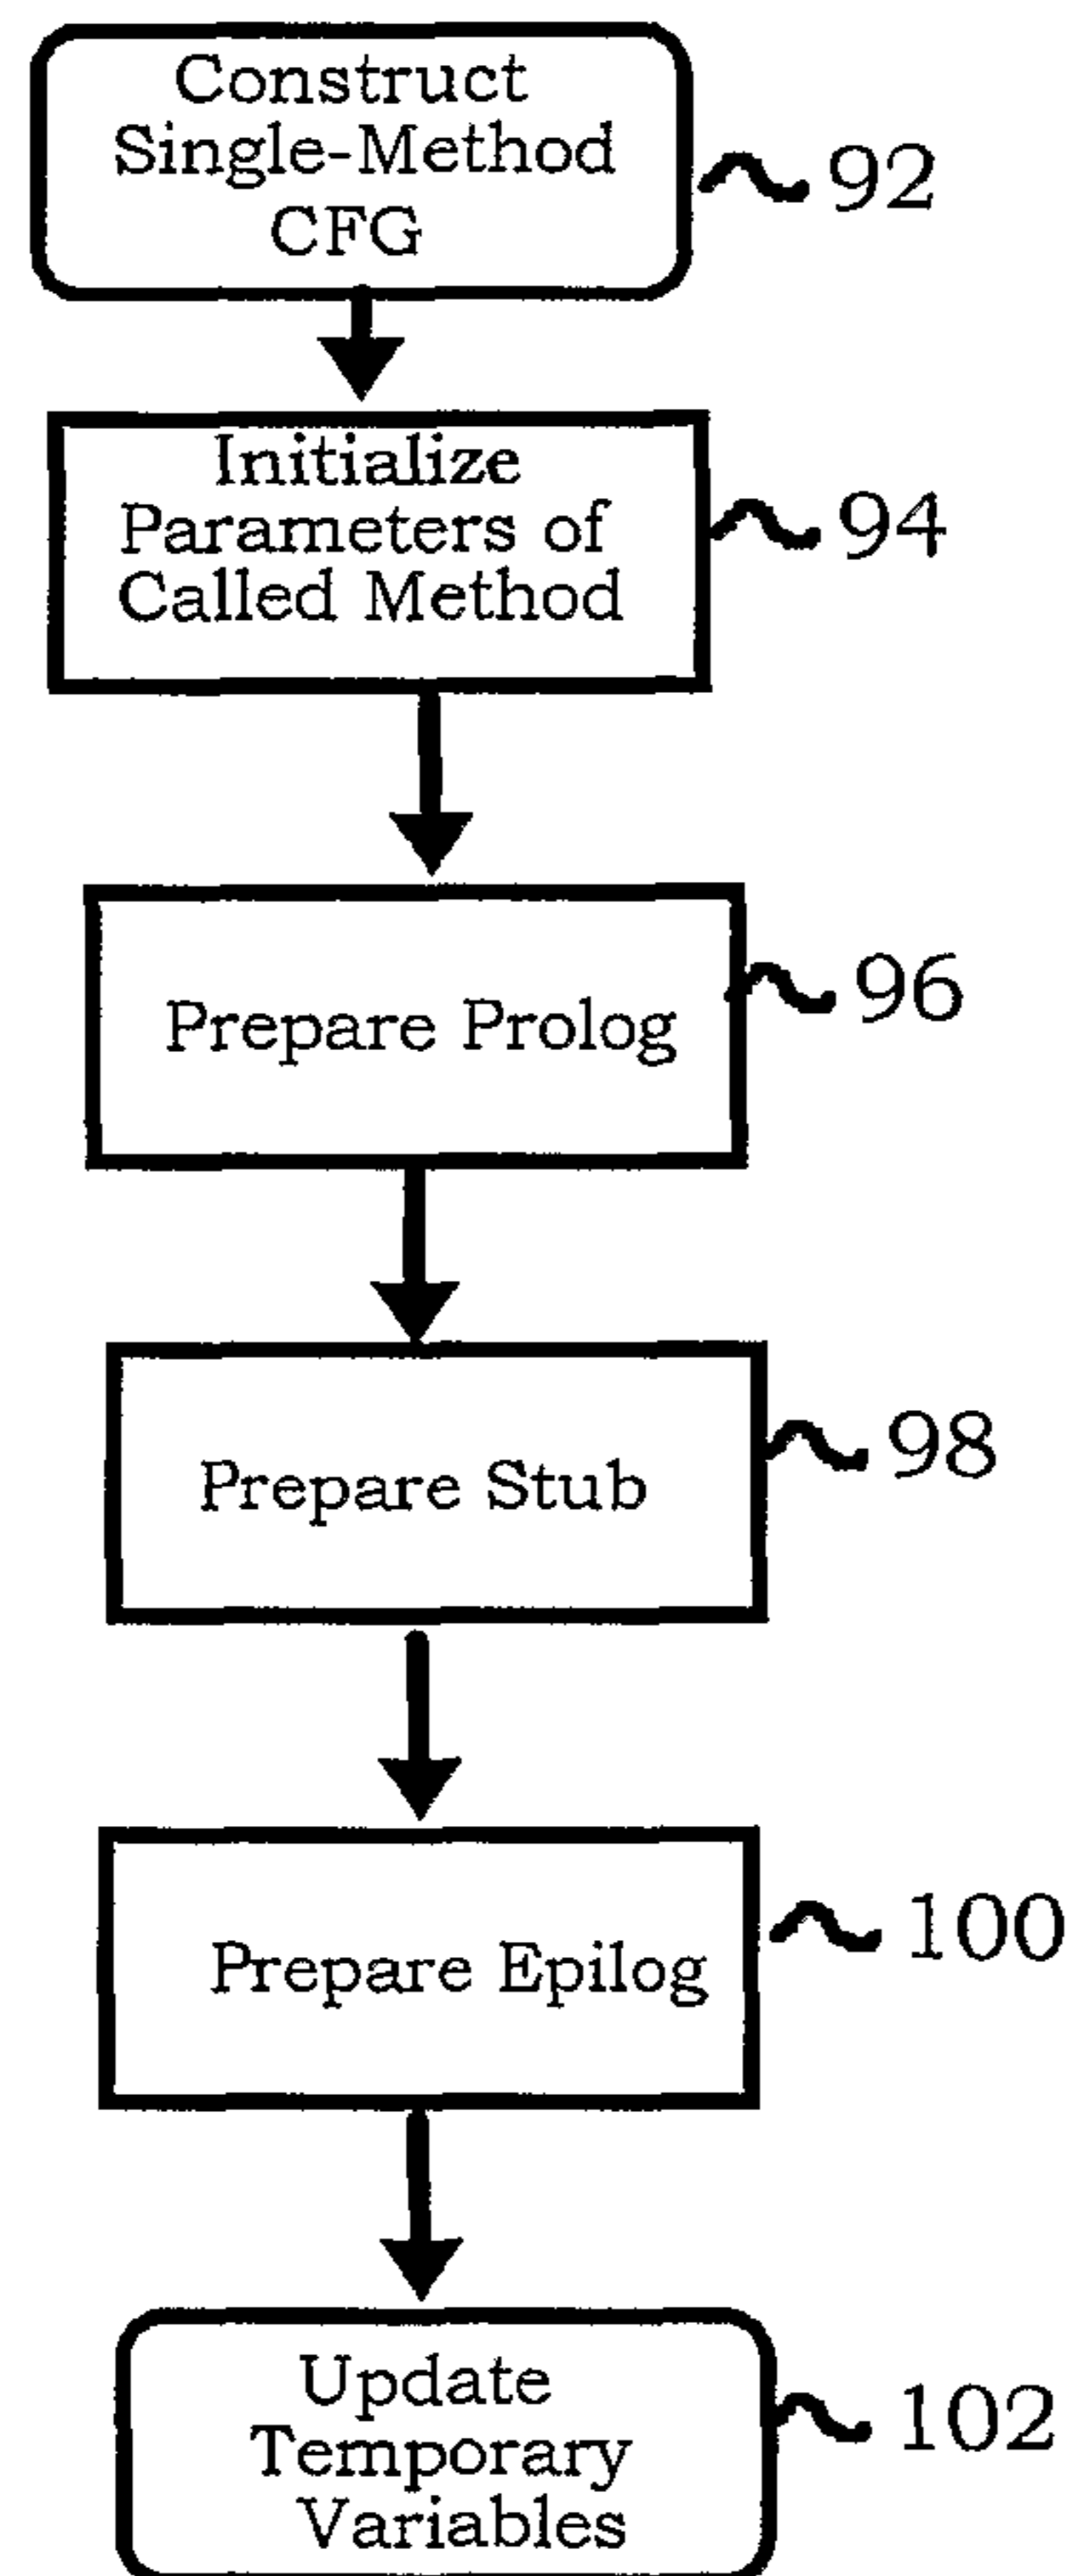 Construct
Single-Method
CFG
92
Initialize
Parameters of
Called Method
94
Prepare Prolog
96
Prepare Stub
98
Prepare Epilog
100
Update
Temporary
Variables
102